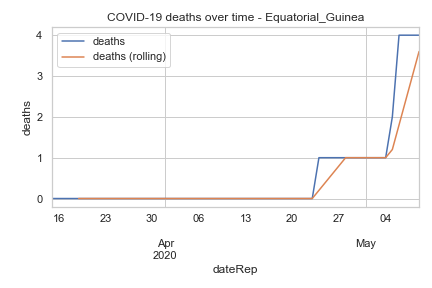 COVID-19 deaths over time - Equatorial_Guinea
deaths
deaths (rolling)
deaths
4
3
2
1
0
16 23 30 06 13 20 27 04
Apr May
2020
dateRep